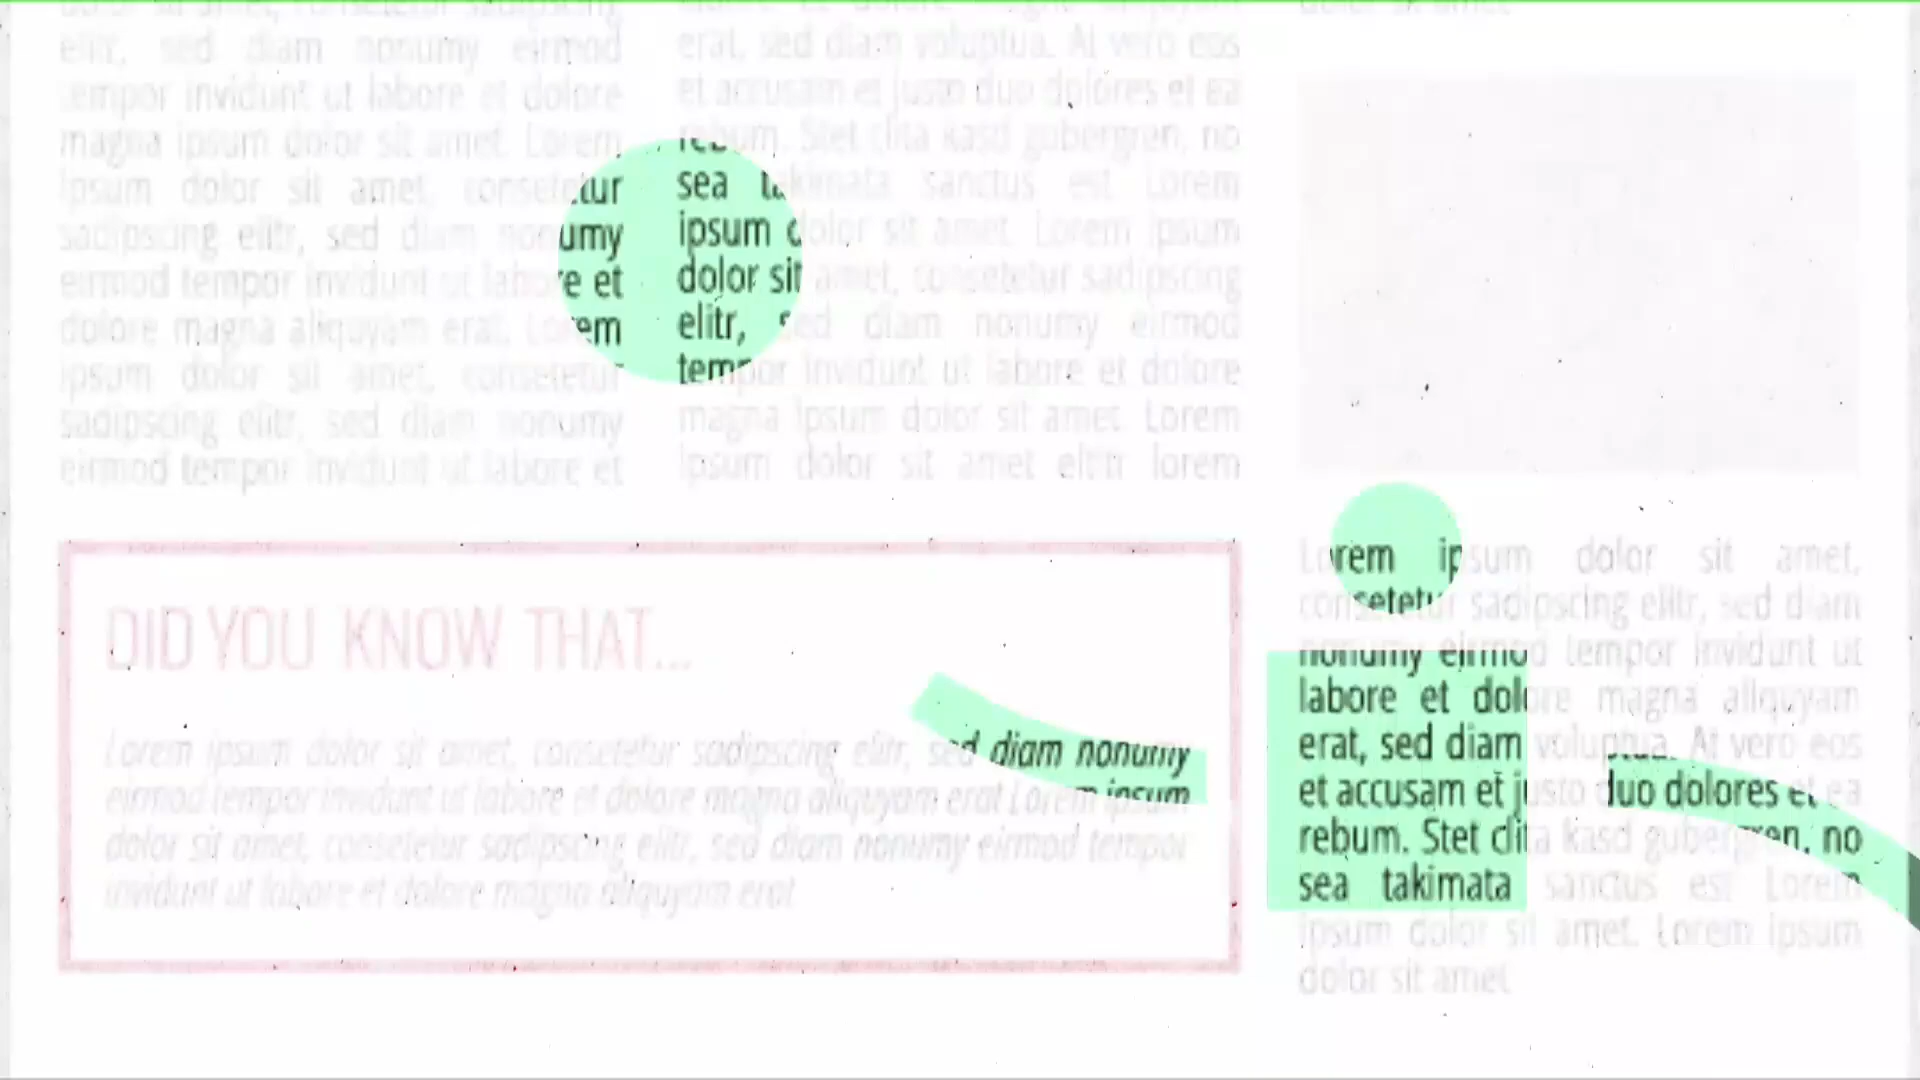 dolor sit amet, consetetur sadipscing
elitr, sed diam nonumy eirmod
tempor invidunt ut labore et dolore
magna ipsum dolor sit amet. Lorem
ipsum dolor sit amet, consetetur
sadipscing elitr, sed diam nonumy
eirmod tempor invidunt ut labore et
dolore magna aliquyam erat. Lorem
ipsum dolor sit amet, consetetur
sadipscing elitr, sed diam nonumy
eirmod tempor invidunt ut labore et
erat, sed diam voluptua. At vero eos
et accusam et justo duo dolores et ea
rebum. Stet clita kasd gubergren, no
sea takimata sanctus est Lorem
ipsum dolor sit amet. Lorem ipsum
dolor sit amet, consetetur sadipscing
elitr, sed diam nonumy eirmod
tempor invidunt ut labore et dolore
magna ipsum dolor sit amet. Lorem
ipsum dolor sit amet elitr lorem
DID YOU KNOW THAT...
Lorem ipsum dolor sit amet, consetetur sadipscing elitr, sed diam nonumy
eirmod tempor invidunt ut labore et dolore magna aliquyam erat Lorem ipsum
dolor sit amet, consetetur sadipscing elitr, sed diam nonumy eirmod tempor
invidunt ut labore et dolore magna aliquyam erat
dolor sit amet
Lorem ipsum dolor sit amet,
consetetur sadipscing elitr, sed diam
nonumy eirmod tempor invidunt ut
labore et dolore magna aliquyam
erat, sed diam voluptua. At vero eos
et accusam et justo duo dolores et ea
rebum. Stet clita kasd gubergren, no
sea takimata sanctus est Lorem
ipsum dolor sit amet. Lorem ipsum
dolor sit amet